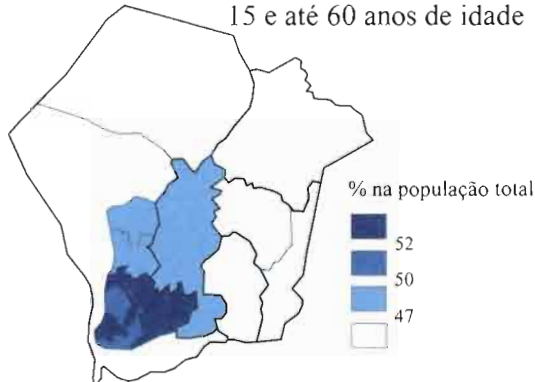 15 e até 60 anos de idade
% na população total
52
50
47